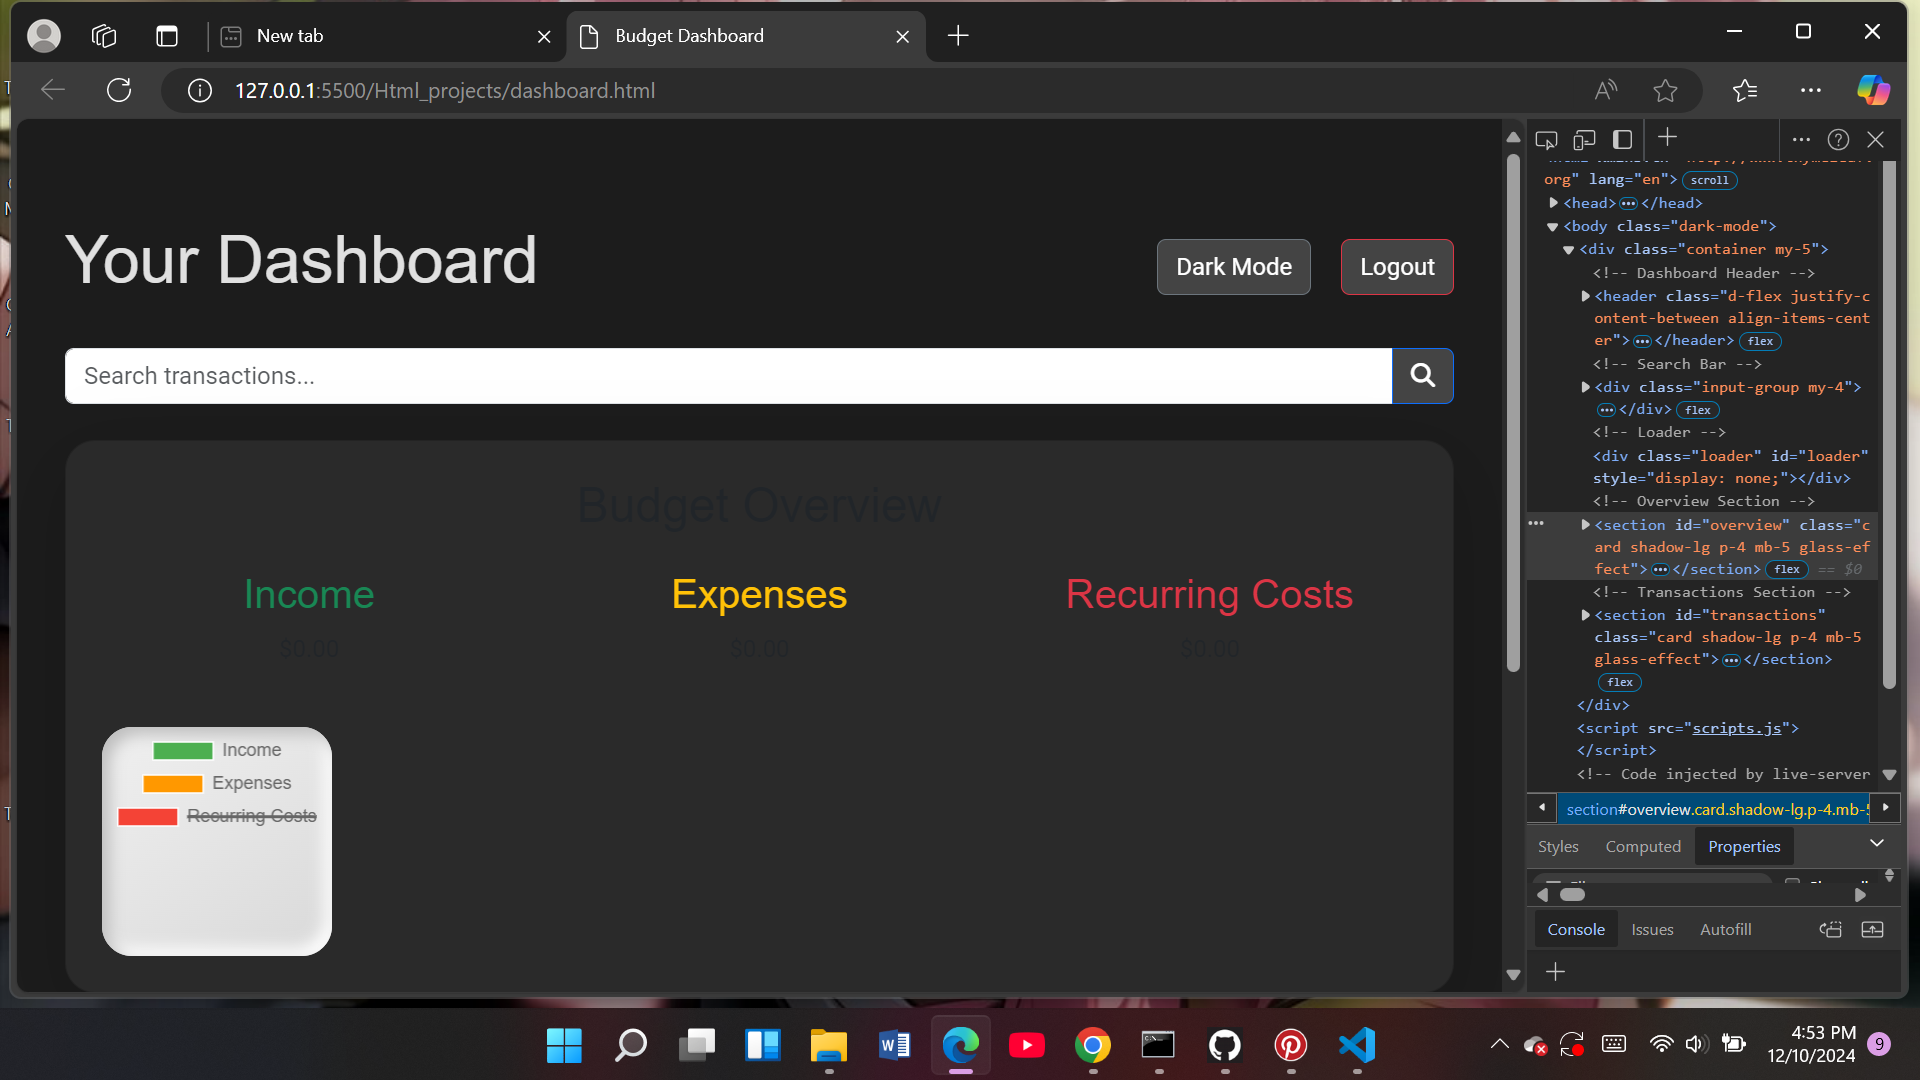 New tab
Budget Dashboard
127.0.0.1:5500/Html_projects/dashboard.html
Your Dashboard
Dark Mode
Logout
Search transactions...
Budget Overview
Income
Expenses
Recurring Costs
$0.00
$0.00
$0.00
Income
Expenses
Recurring Costs
org" lang="en"> scroll
<head> ••• </head>
<body class="dark-mode">
<div class="container my-5">
<!-- Dashboard Header -->
<header class="d-flex justify-c
ontent-between align-items-cent
er"> ••• </header> flex
<!-- Search Bar -->
<div class="input-group my-4">
••• </div> flex
<!-- Loader -->
<div class="loader" id="loader"
style="display: none;"></div>
<!-- Overview Section -->
<section id="overview" class="c
ard shadow-lg p-4 mb-5 glass-ef
fect"> ••• </section> flex == $0
<!-- Transactions Section -->
<section id="transactions"
class="card shadow-lg p-4 mb-5
glass-effect"> ••• </section>
flex
</div>
<script src="scripts.js">
</script>
<!-- Code injected by live-server
section#overview.card.shadow-lg.p-4.mb-5
Styles Computed Properties
Console Issues Autofill
4:53 PM
12/10/2024
9